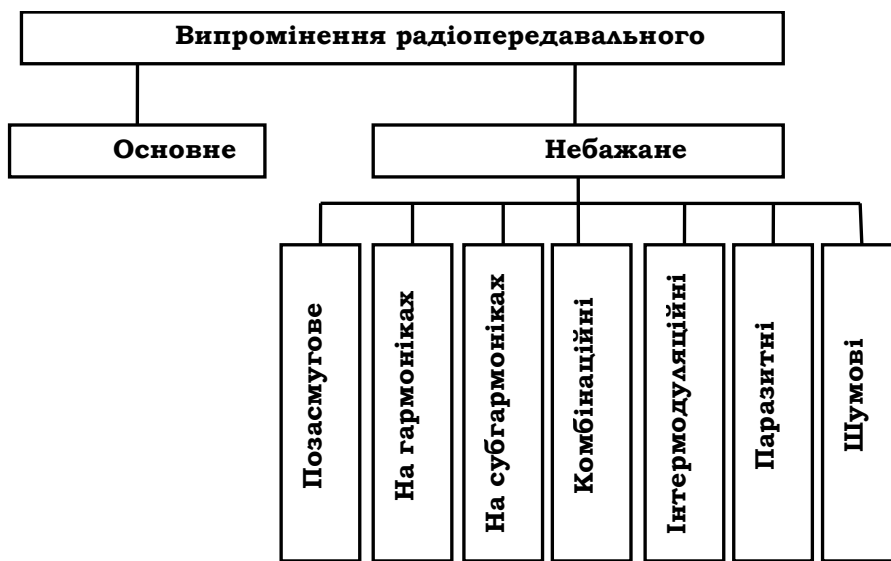 Випромінення радіопередавального
Основне
Небажане
Позасмугове
На гармоніках
На субгармоніках
Комбінаційні
Інтермодуляційні
Паразитні
Шумові